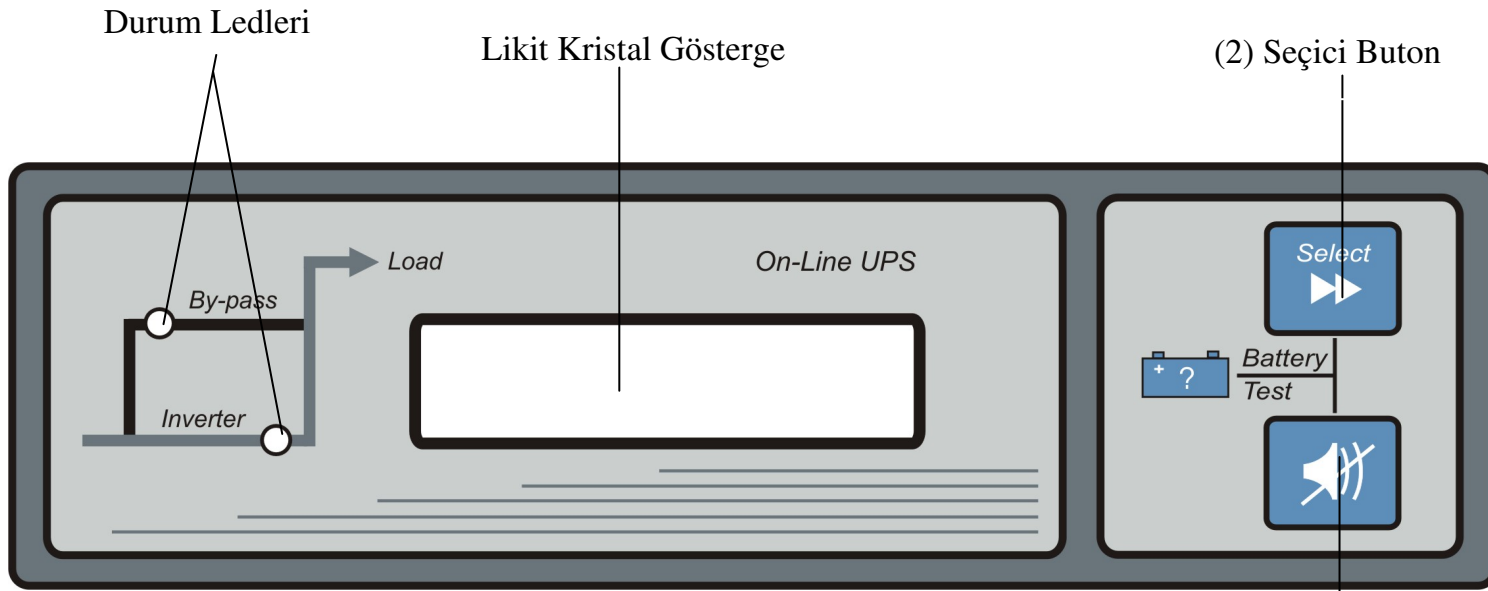 Durum Ledleri
Likit Kristal Gösterge
(2) Seçici Buton
Load
On-Line UPS
By-pass
Inverter
Select
Battery
Test
+ ?